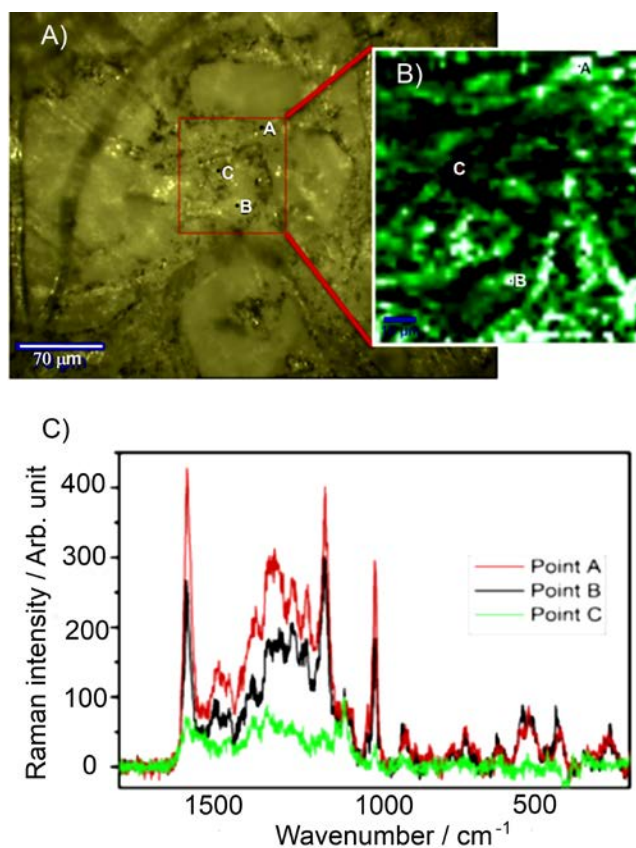 A)
A
C
B
70 µm
B)
A
C
B
µm
C)
Raman intensity / Arb. unit
400
300
200
100
0
Point A
Point B
Point C
1500
1000
500
Wavenumber / cm⁻¹